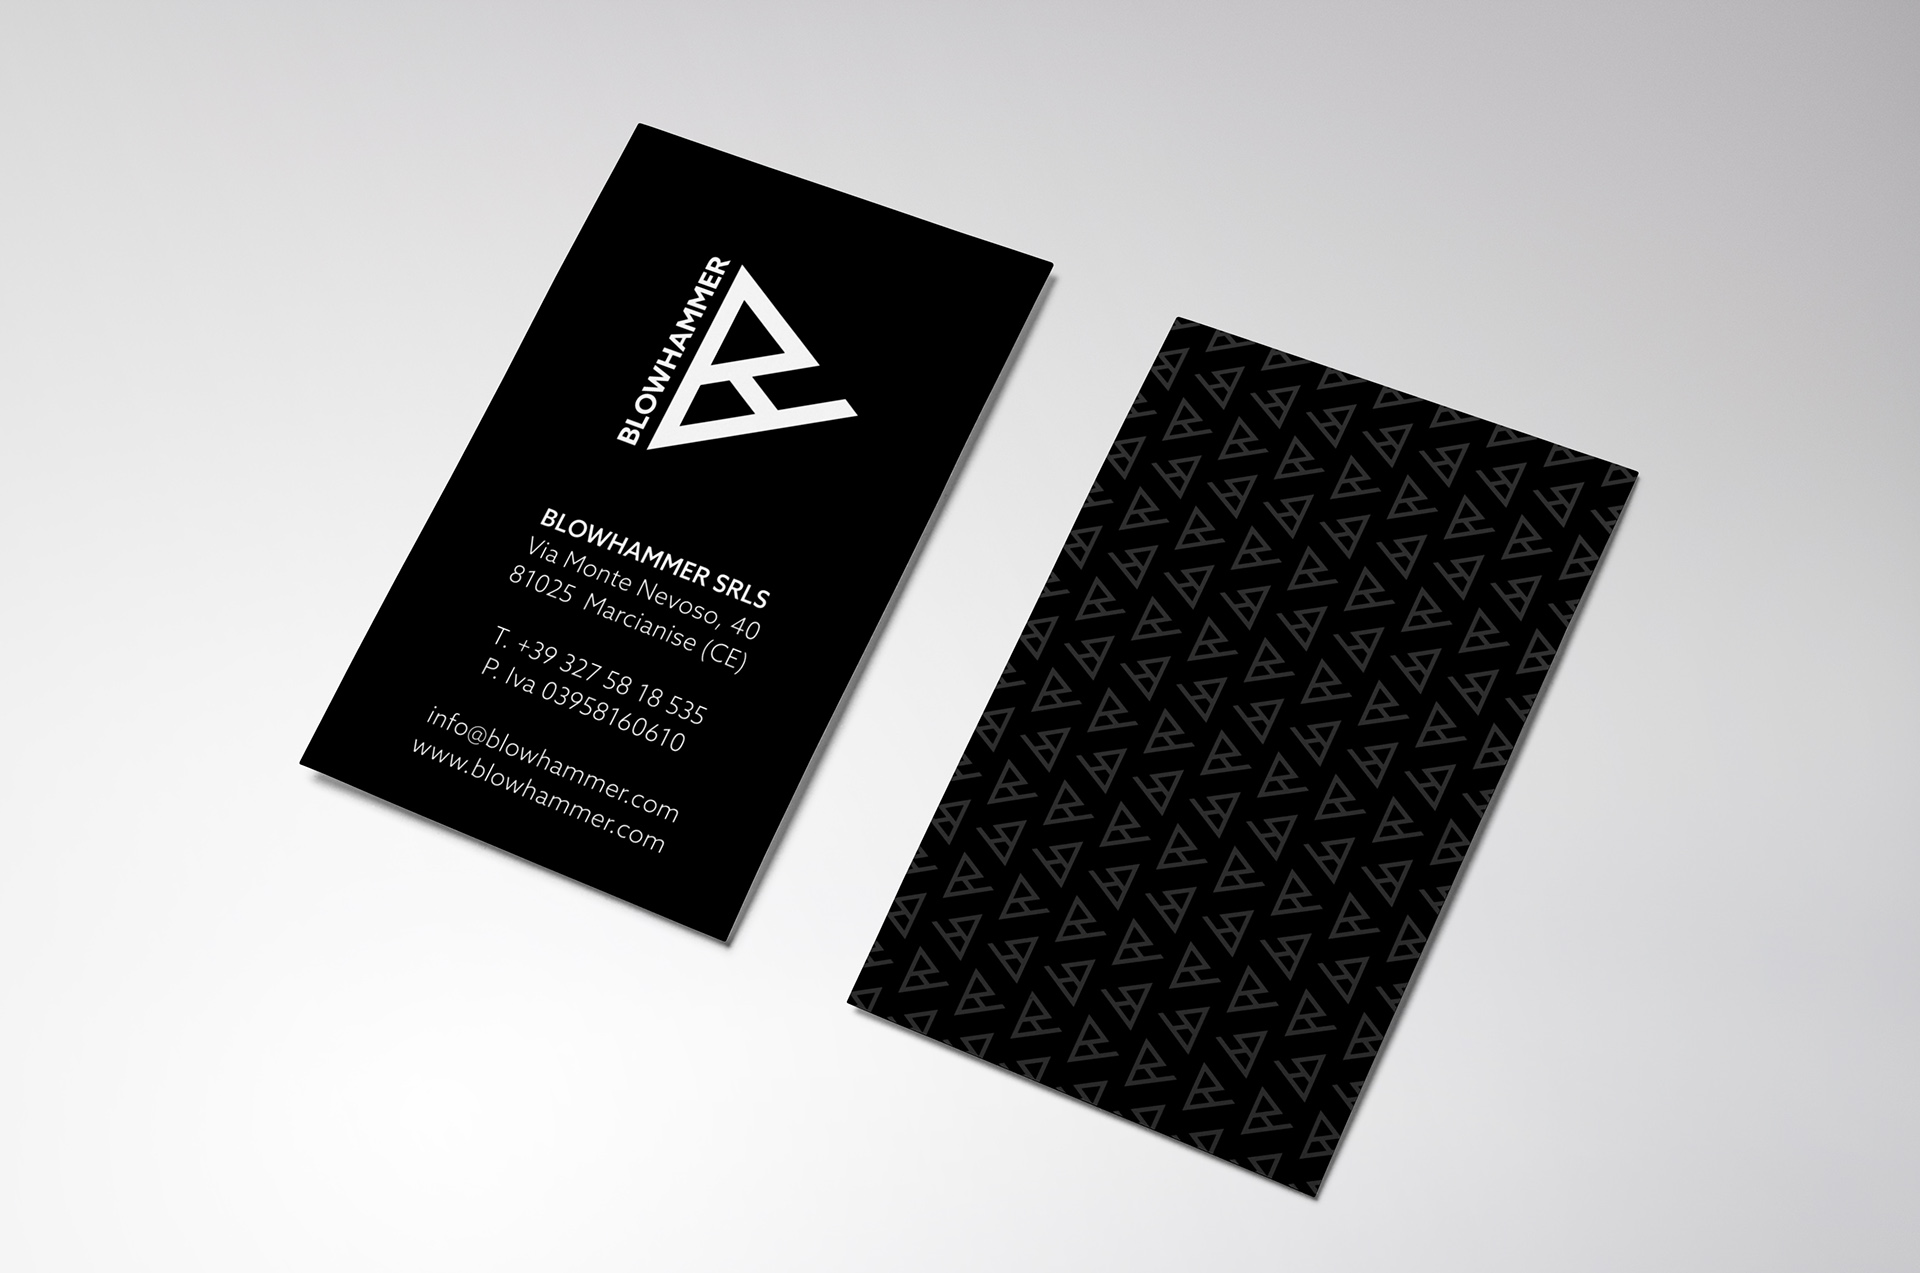 BLOWHAMMER
BLOWHAMMER SRLS
Via Monte Nevoso, 40
81025 Marcianise (CE)
T. +39 327 58 18 535
P. Iva 03958160610
info@blowhammer.com
www.blowhammer.com